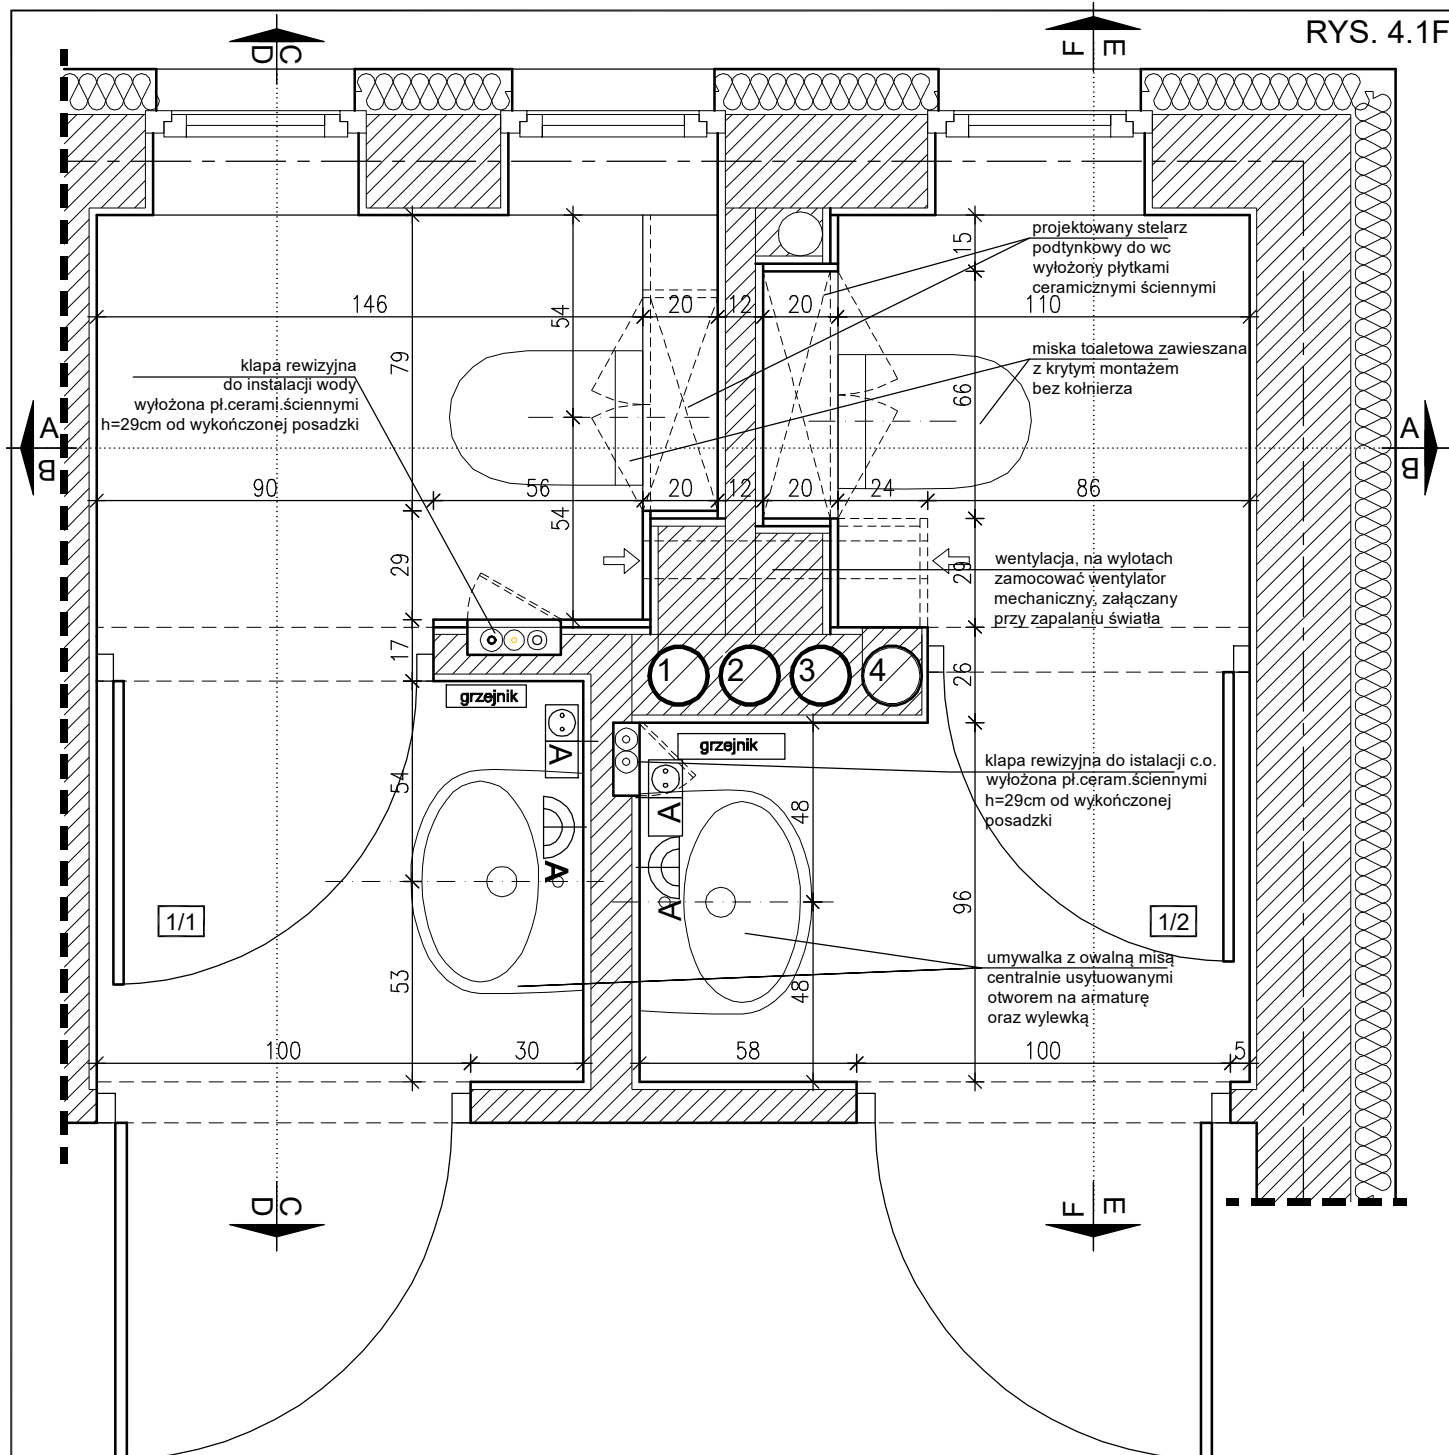 RYS. 4.1F
C
D
E
F
projektowany stelarz
podtynkowy do wc
wyłożony płytkami
ceramicznymi ściennymi
15
146
20
12
20
110
54
79
miska toaletowa zawieszana
z krytym montażem
bez kołnierza
klapa rewizyjna
do instalacji wody
wyłożona pł.cerami.ściennymi
h=29cm od wykończonej posadzki
66
A
B
A
B
90
56
20
12
20
24
86
54
29
29
wentylacja, na wylotach
zamocować wentylator
mechaniczny, załączany
przy zapalaniu światła
17
1
2
3
4
26
grzejnik
grzejnik
A
klapa rewizyjna do istalacji c.o.
wyłożona pł.ceram.ściennymi
h=29cm od wykończonej
posadzki
54
A
48
A
A
96
1/1
1/2
umywalka z owalną misą
centralnie usytuowanymi
otworem na armaturę
oraz wylewką
53
48
100
30
58
100
5
C
D
E
F